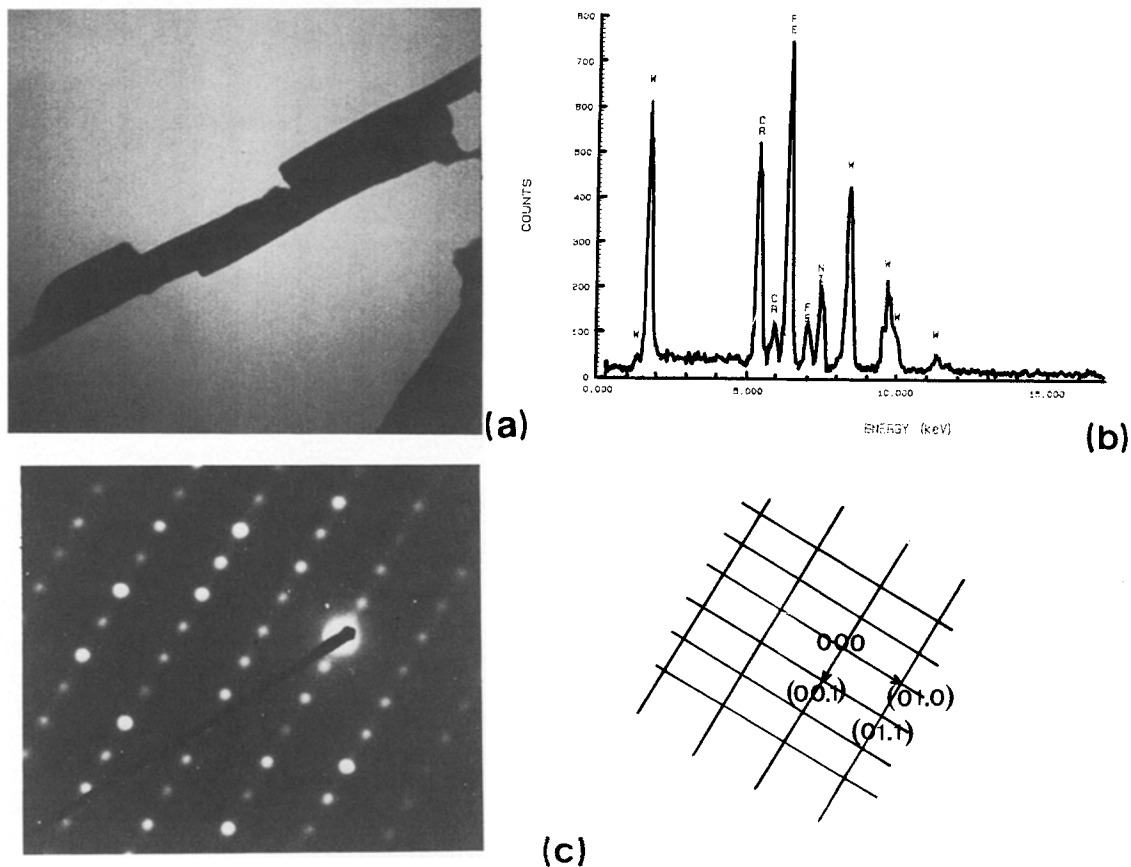 (a)
800
700
600
500
400
300
200
100
0
COUNTS
W
W
CR
CR
FE
FE
NI
W
W
W
W
0.000
5.000
10.000
15.000
ENERGY (keV)
(b)
000
(00.1)
(01.0)
(01.1)
(c)